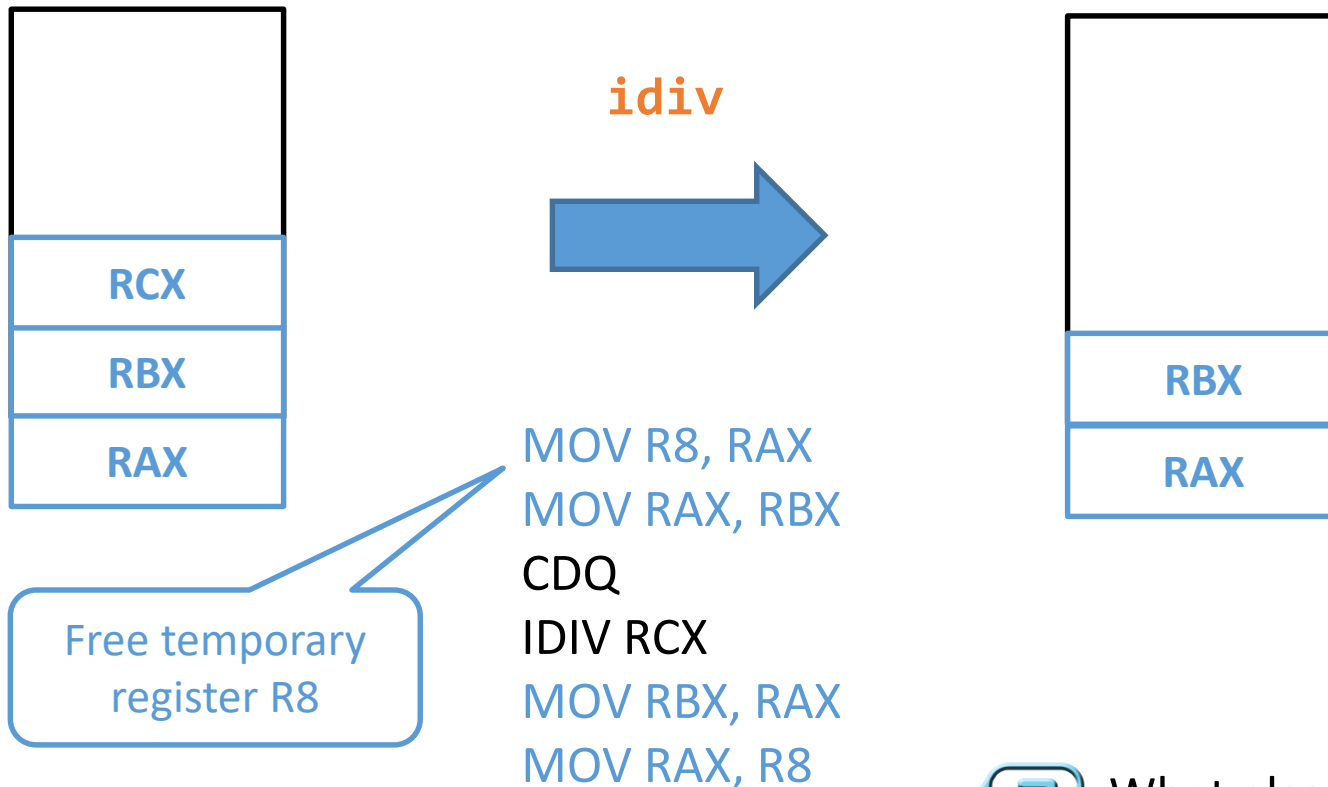 idiv
RCX
RBX
RAX
RBX
RAX
Free temporary
register R8
MOV R8, RAX
MOV RAX, RBX
CDQ
IDIV RCX
MOV RBX, RAX
MOV RAX, R8
What